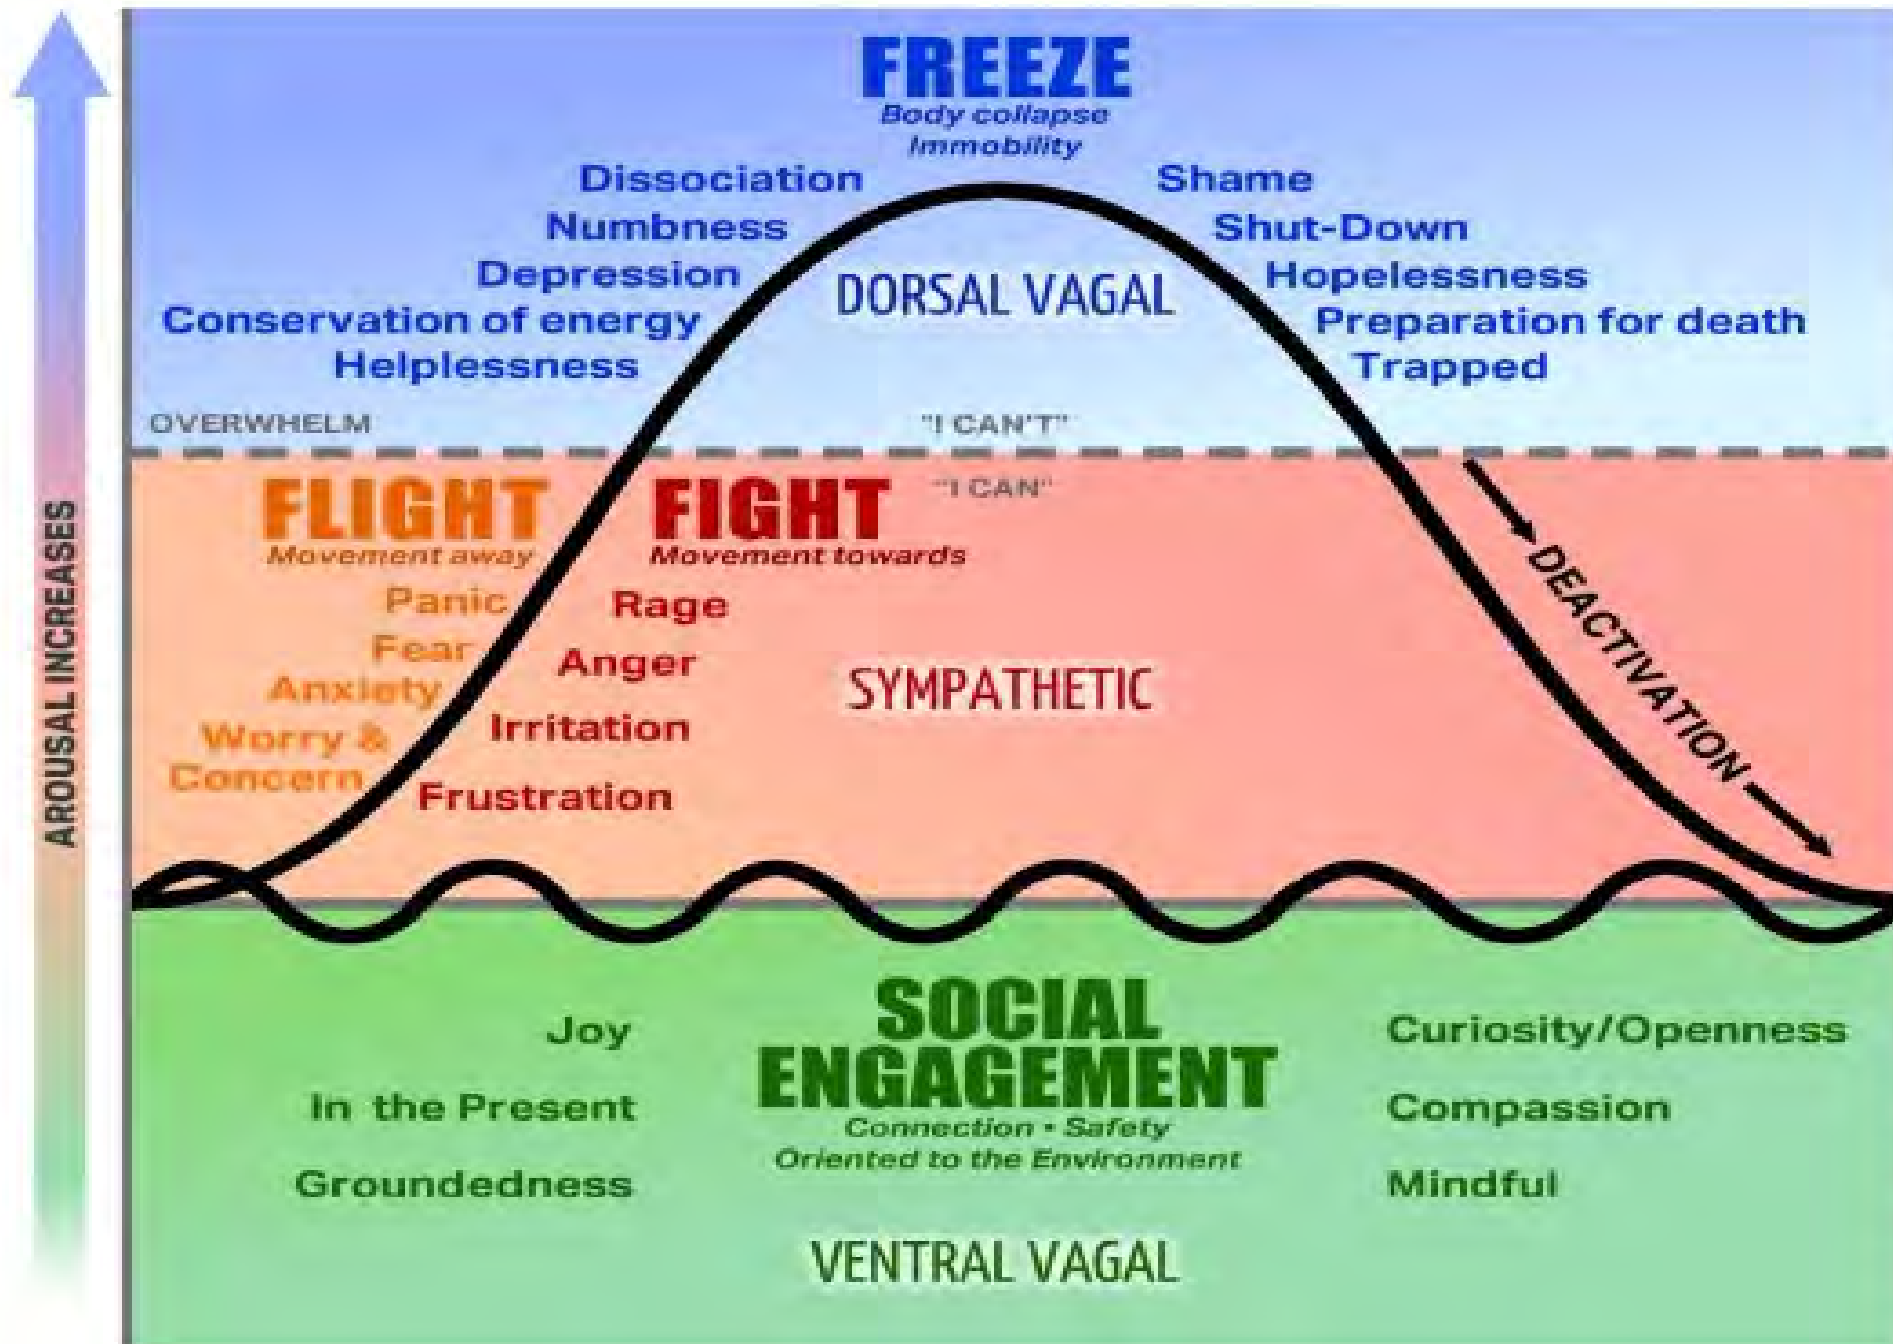 FREEZE
Body collapse
Immobility
Dissociation
Numbness
Depression
Conservation of energy
Helplessness
Shame
Shut-Down
Hopelessness
Preparation for death
Trapped
DORSAL VAGAL
OVERWHELM
"I CAN'T"
"I CAN"
FLIGHT
Movement away
Panic
Fear
Anxiety
Worry &
Concern
FIGHT
Movement towards
Rage
Anger
Irritation
Frustration
SYMPATHETIC
DEACTIVATION
AROUSAL INCREASES
SOCIAL
ENGAGEMENT
Connection • Safety
Oriented to the Environment
Joy
In the Present
Groundedness
Curiosity/Openness
Compassion
Mindful
VENTRAL VAGAL